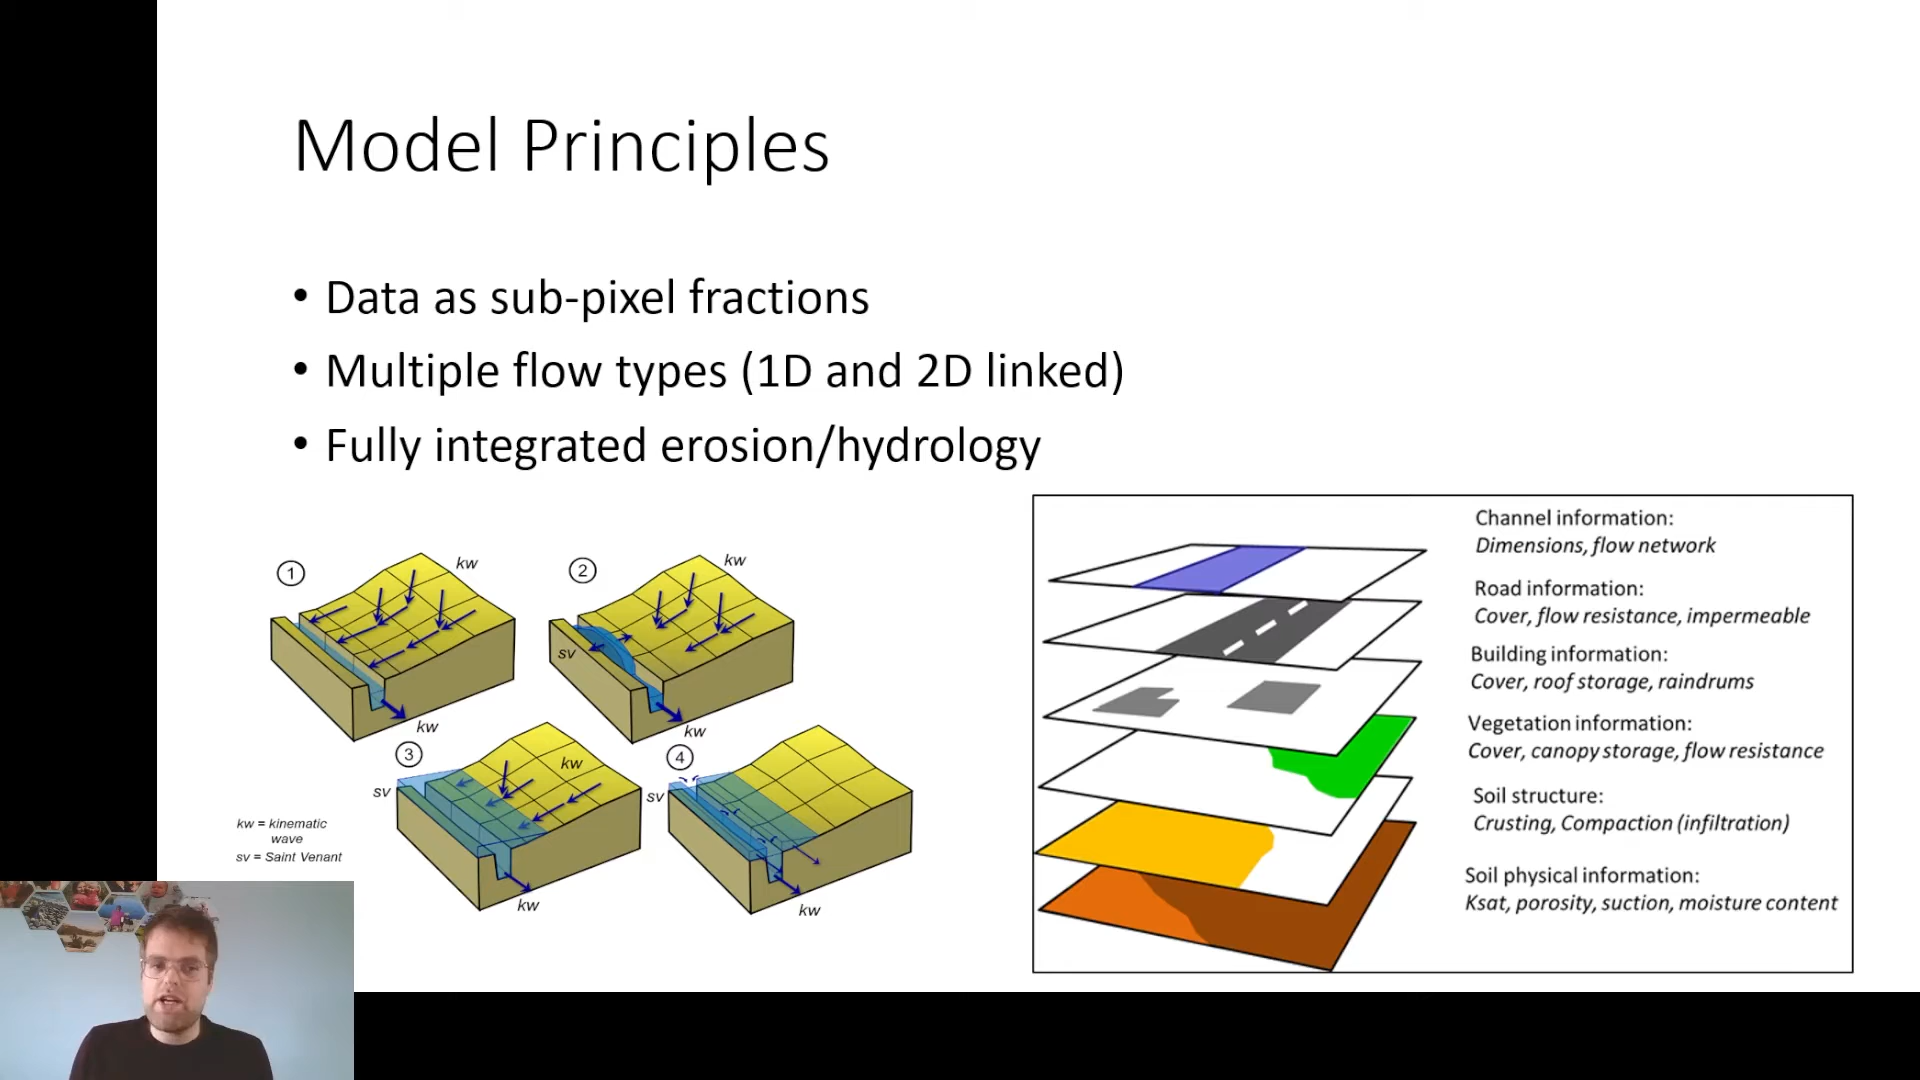 Model Principles
• Data as sub-pixel fractions
• Multiple flow types (1D and 2D linked)
• Fully integrated erosion/hydrology
1
kw
kw
2
kw
sv
kw
3
sv
kw
kw
4
sv
kw
kw = kinematic
wave
sv = Saint Venant
Channel information:
Dimensions, flow network
Road information:
Cover, flow resistance, impermeable
Building information:
Cover, roof storage, raindrums
Vegetation information:
Cover, canopy storage, flow resistance
Soil structure:
Crusting, Compaction (infiltration)
Soil physical information:
Ksat, porosity, suction, moisture content